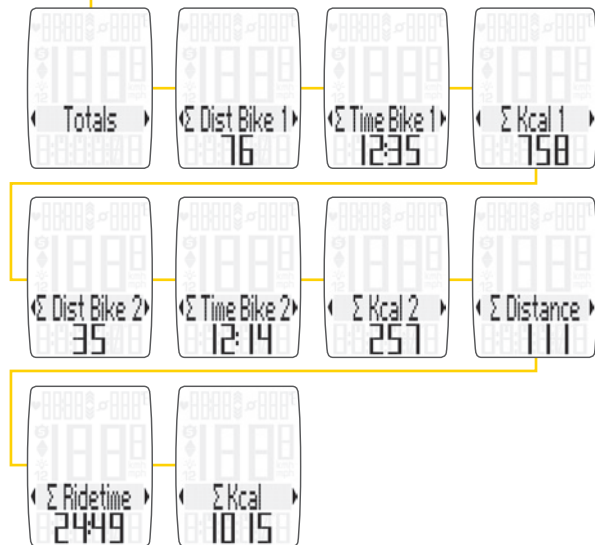 Totals
Σ Dist Bike 1
76
Σ Time Bike 1
12:35
Σ Kcal 1
758
Σ Dist Bike 2
35
Σ Time Bike 2
12:14
Σ Kcal 2
257
Σ Distance
111
Σ Ridetime
24:49
Σ Kcal
1015